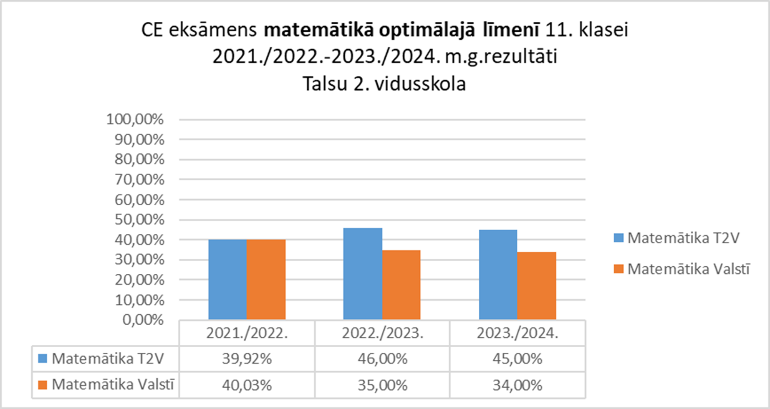 CE eksāmens matemātikā optimālajā līmenī 11. klasei
2021./2022.-2023./2024. m.g.rezultāti
Talsu 2. vidusskola
100,00%
90,00%
80,00%
70,00%
60,00%
50,00%
40,00%
30,00%
20,00%
10,00%
0,00%
Matemātika T2V
Matemātika Valstī
2021./2022. 2022./2023. 2023./2024.
Matemātika T2V 39,92% 46,00% 45,00%
Matemātika Valstī 40,03% 35,00% 34,00%